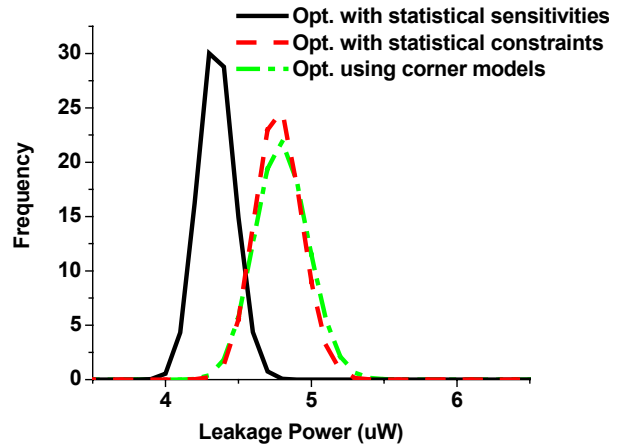 Opt. with statistical sensitivities
Opt. with statistical constraints
Opt. using corner models
30
25
20
15
10
5
0
Frequency
4
5
6
Leakage Power (uW)